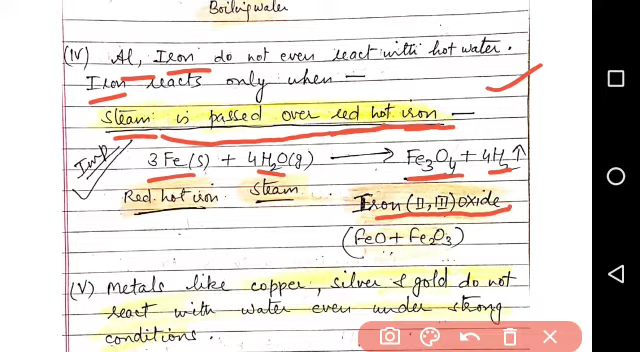 Boiling water
(IV) Al, Iron do not even react with hot water.
Iron reacts only when —
Steam is passed over red hot iron —
Imp
3Fe(s) + 4H2O(g) ⟶ Fe3O4 + 4H2↑
Red hot iron steam Iron (II, III) oxide
(FeO + Fe2O3)
(V) Metals like copper, silver & gold do not
react with water even under strong
conditions.